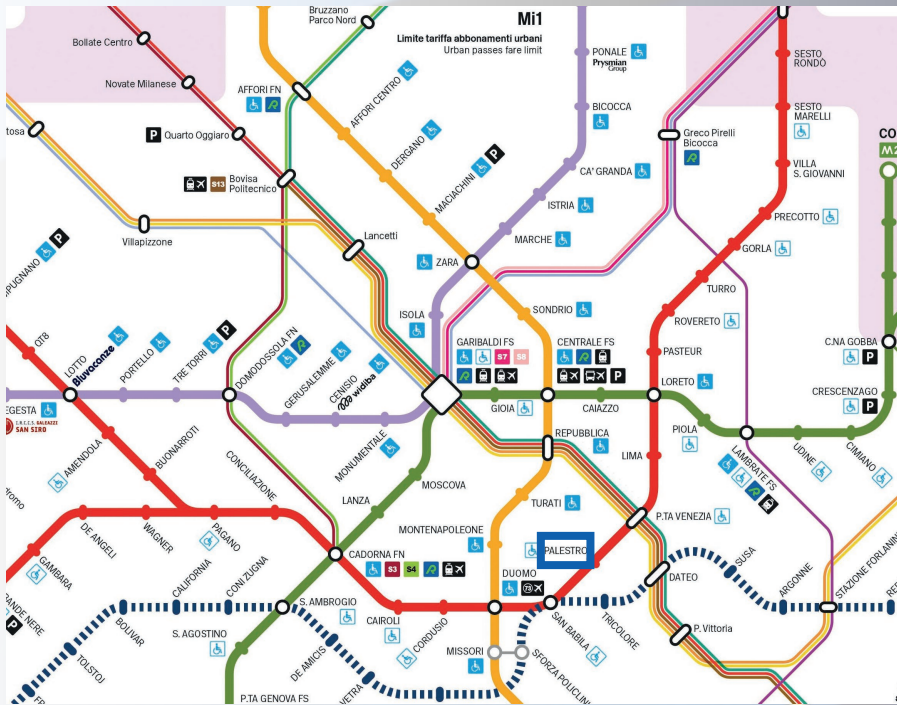 Bruzzano
Parco Nord
Mi1
Limite tariffa abbonamenti urbani
Urban passes fare limit
Bollate Centro
Novate Milanese
AFFORI FN
AFFORI CENTRO
P Quarto Oggiaro
DERGANO
S13
Bovisa
Politecnico
MACIACHINI P
Villapizzone
Lancetti
PONALE
Prysmian
Group
BICOCCA
CA' GRANDA
ISTRIA
MARCHE
ZARA
ISOLA
SONDRIO
Greco Pirelli
Bicocca
SESTO
RONDÒ
SESTO
MARELLI
VILLA
S. GIOVANNI
PRECOTTO
GORLA
TURRO
ROVERETO
PASTEUR
LORETO
LIMA
C.NA GOBBA
P
CRESCENZAGO
P
M2
QT8
LOTTO
Bluvacanze
PORTELLO
TRE TORRI P
DOMODOSSOLA FN
GERUSALEMME
CENISIO
widiba
MONUMENTALE
GARIBALDI FS
S7 S8
CENTRALE FS
P
GIOIA
CAIAZZO
PIOLA
LAMBRATE FS
UDINE
CIMIANO
SAN SIRO
AMENDOLA
BUONARROTI
CONCILIAZIONE
PAGANO
WAGNER
DE ANGELI
GAMBARA
P
REPUBBLICA
TURATI
MOSCOVA
LANZA
MONTENAPOLEONE
CADORNA FN
S3 S4
PALESTRO
P.TA VENEZIA
DUOMO
73
DATEO
SUSA
ARGONNE
STAZIONE FORLANINI
CALIFORNIA
CONI ZUGNA
S. AMBROGIO
CAIROLI
CORDUSIO
SAN BABILA
TRICOLORE
P. Vittoria
BOLIVAR
TOLSTOJ
S. AGOSTINO
DE AMICIS
MISSORI
P.TA GENOVA FS